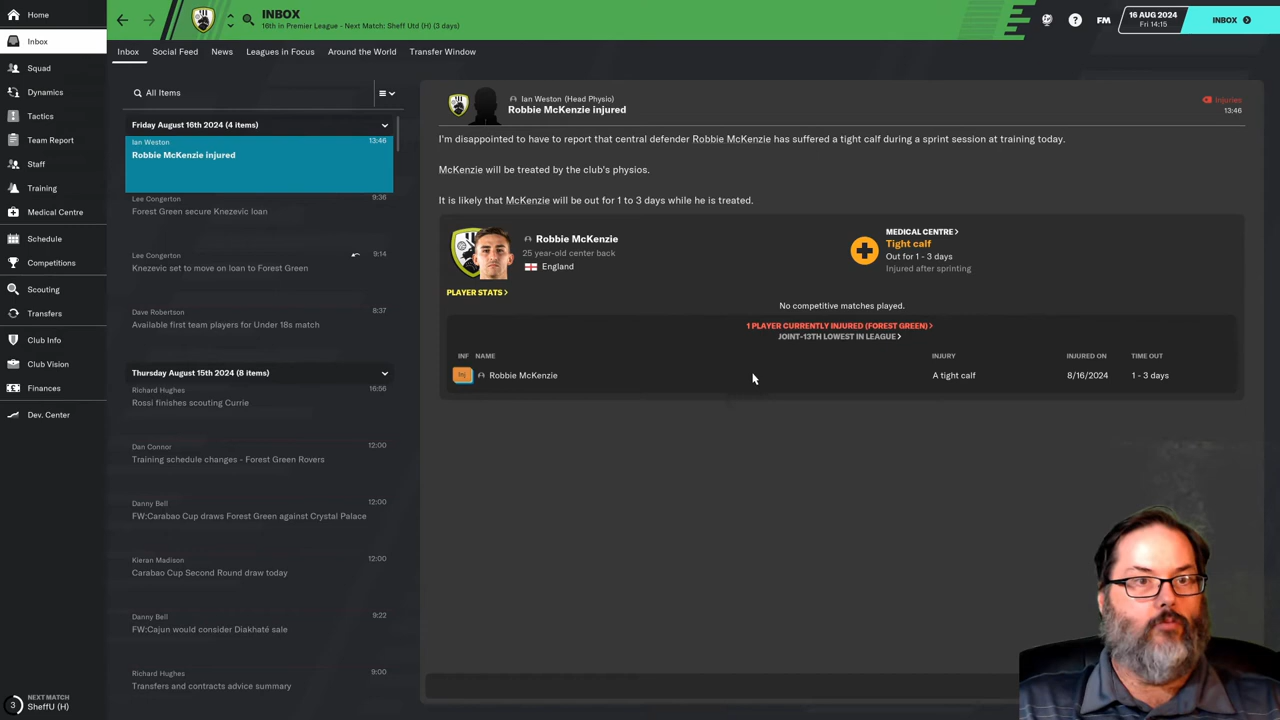 Home
Inbox
Squad
Dynamics
Tactics
Team Report
Staff
Training
Medical Centre
Schedule
Competitions
Scouting
Transfers
Club Info
Club Vision
Finances
Dev. Center
3
NEXT MATCH
SheffU (H)
INBOX
16th in Premier League - Next Match: Sheff Utd (H) (3 days)
?
FM
16 AUG 2024
Fri 14:15
INBOX
Inbox
Social Feed
News
Leagues in Focus
Around the World
Transfer Window
All Items
Friday August 16th 2024 (4 items)
Ian Weston
13:46
Robbie McKenzie injured
Lee Congerton
9:36
Forest Green secure Knezevic loan
Lee Congerton
9:14
Knezevic set to move on loan to Forest Green
Dave Robertson
8:37
Available first team players for Under 18s match
Thursday August 15th 2024 (8 items)
Richard Hughes
16:56
Rossi finishes scouting Currie
Dan Connor
12:00
Training schedule changes - Forest Green Rovers
Danny Bell
12:00
FW:Carabao Cup draws Forest Green against Crystal Palace
Kieran Madison
12:00
Carabao Cup Second Round draw today
Danny Bell
9:22
FW:Cajun would consider Diakhaté sale
Richard Hughes
9:00
Transfers and contracts advice summary
Ian Weston (Head Physio)
Robbie McKenzie injured
Injuries
13:46
I'm disappointed to have to report that central defender Robbie McKenzie has suffered a tight calf during a sprint session at training today.
McKenzie will be treated by the club's physios.
It is likely that McKenzie will be out for 1 to 3 days while he is treated.
Robbie McKenzie
25 year-old center back
England
PLAYER STATS >
MEDICAL CENTRE >
Tight calf
Out for 1 - 3 days
Injured after sprinting
No competitive matches played.
1 PLAYER CURRENTLY INJURED (FOREST GREEN) >
JOINT-13TH LOWEST IN LEAGUE >
INF NAME INJURY INJURED ON TIME OUT
Inj Robbie McKenzie A tight calf 8/16/2024 1 - 3 days